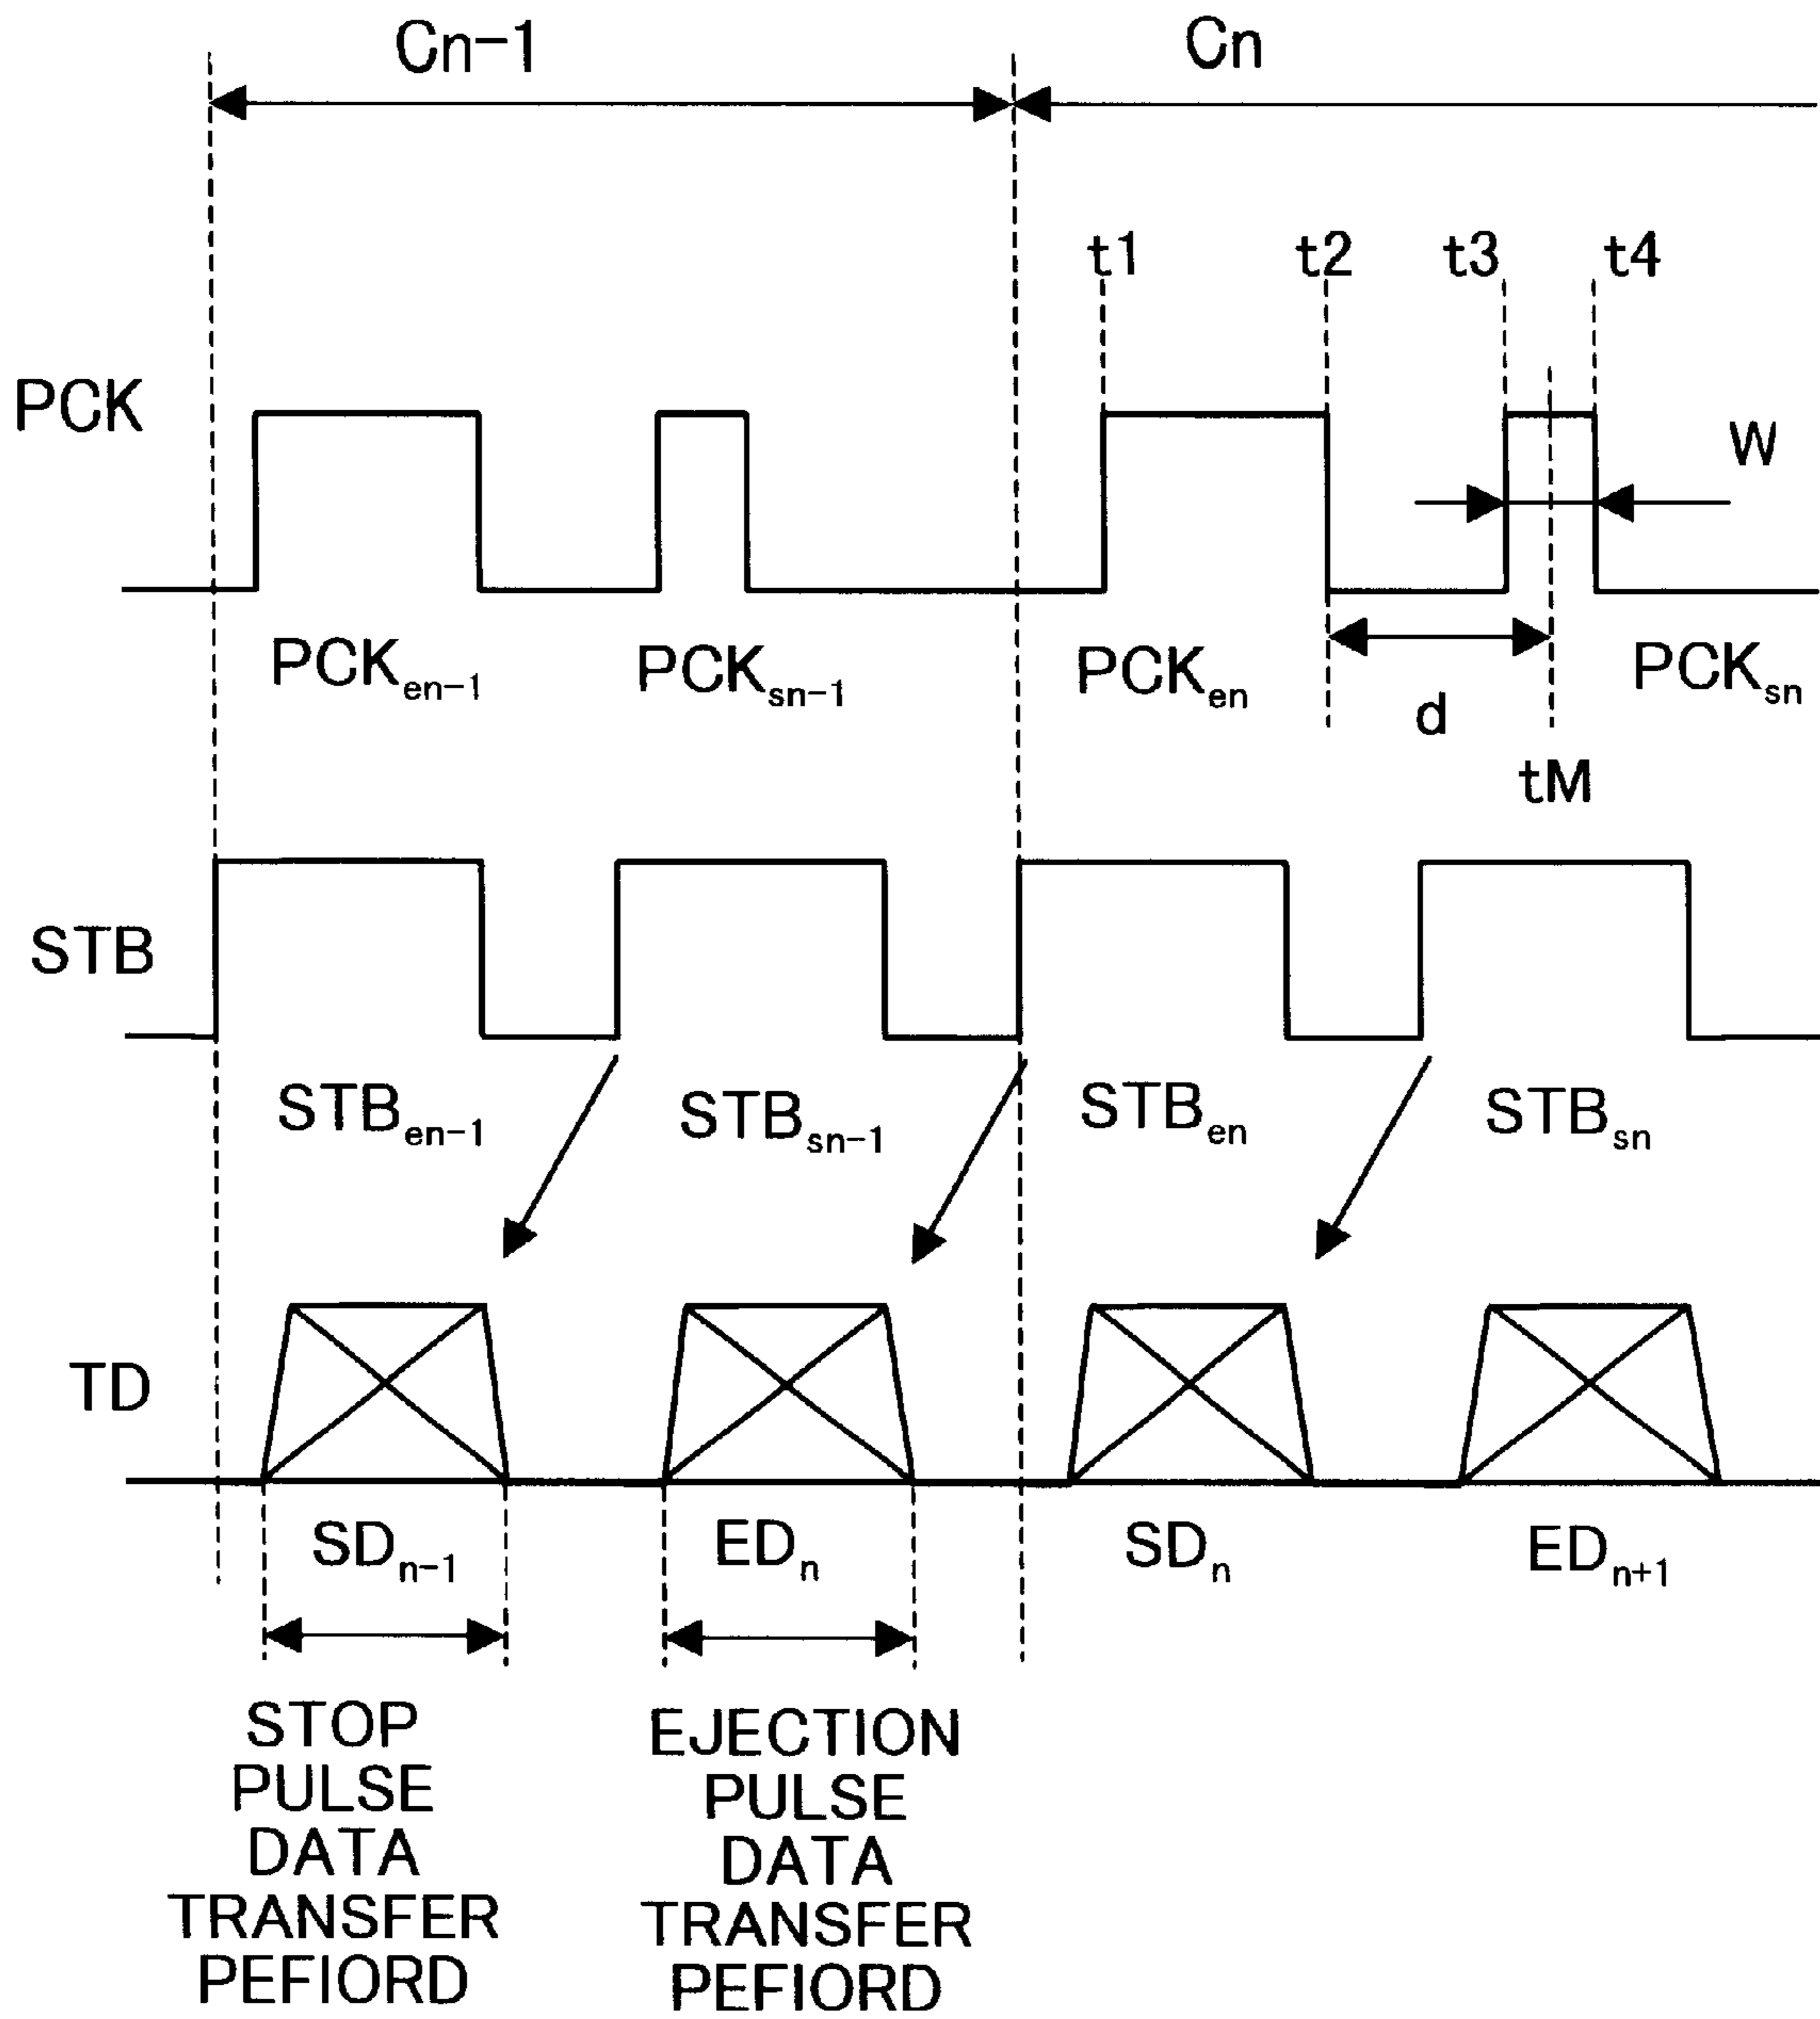 Cn-1 Cn
t1 t2 t3 t4
PCK
W
PCKen-1 PCKsn-1 PCKen PCKsn
d
tM
STB
STBen-1 STBsn-1 STBen STBsn
TD
SDn-1 EDn SDn EDn+1
STOP
PULSE
DATA
TRANSFER
PEFIORD
EJECTION
PULSE
DATA
TRANSFER
PEFIORD